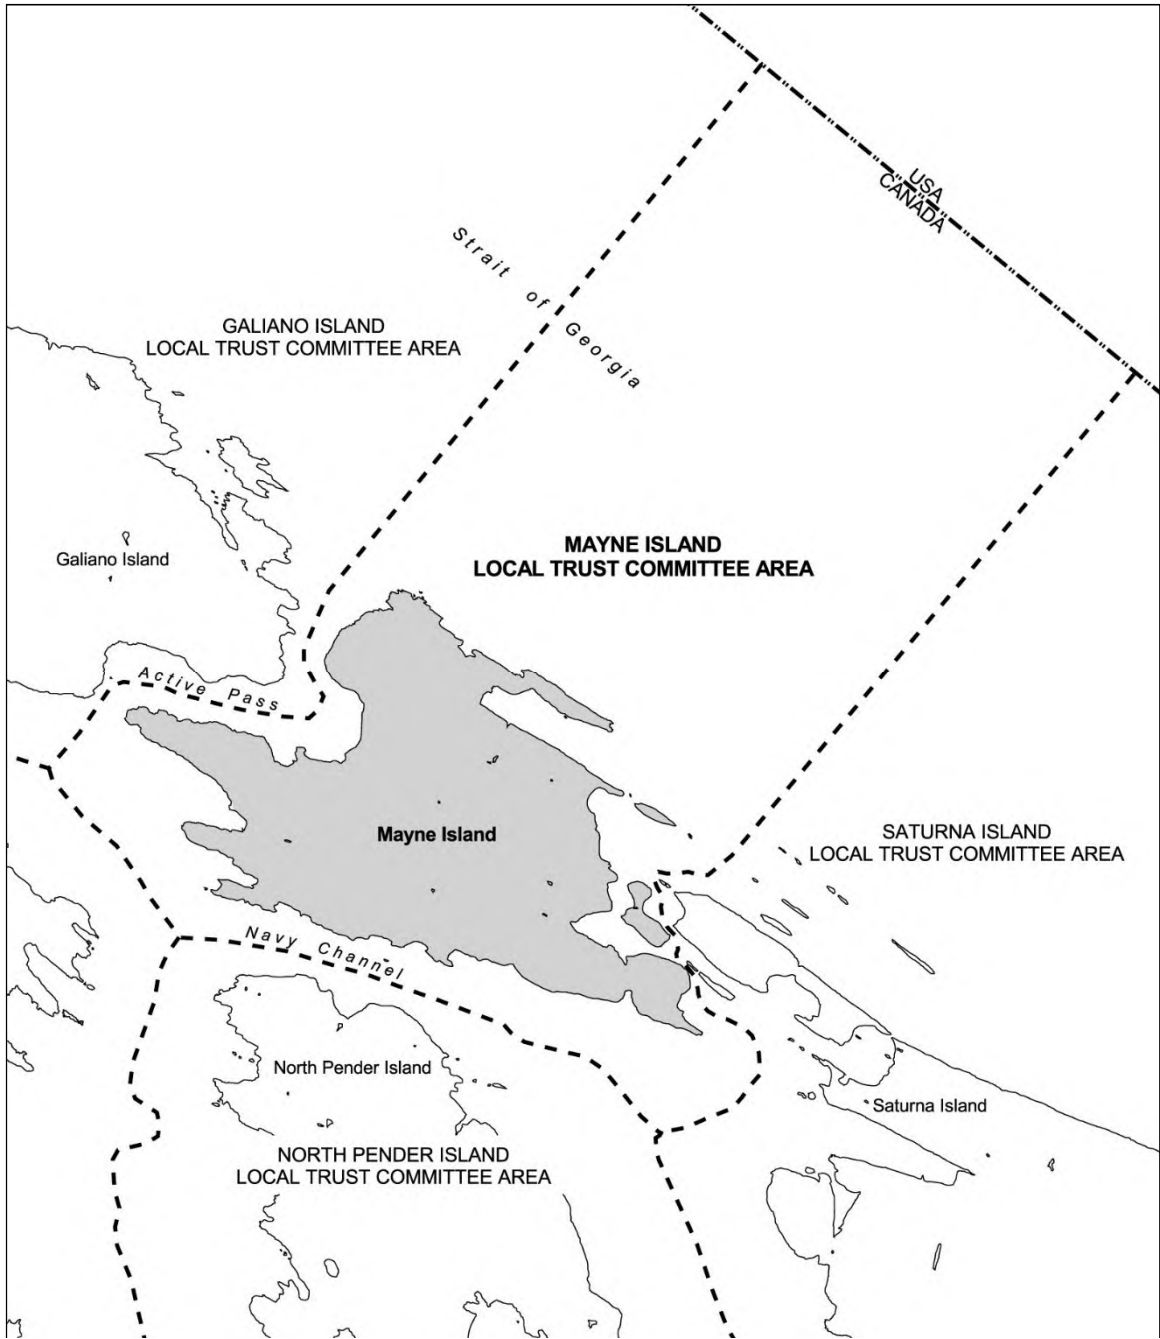 USA
CANADA
Strait of Georgia
GALIANO ISLAND
LOCAL TRUST COMMITTEE AREA
MAYNE ISLAND
LOCAL TRUST COMMITTEE AREA
Galiano Island
Active Pass
Mayne Island
SATURNA ISLAND
LOCAL TRUST COMMITTEE AREA
Navy Channel
North Pender Island
Saturna Island
NORTH PENDER ISLAND
LOCAL TRUST COMMITTEE AREA